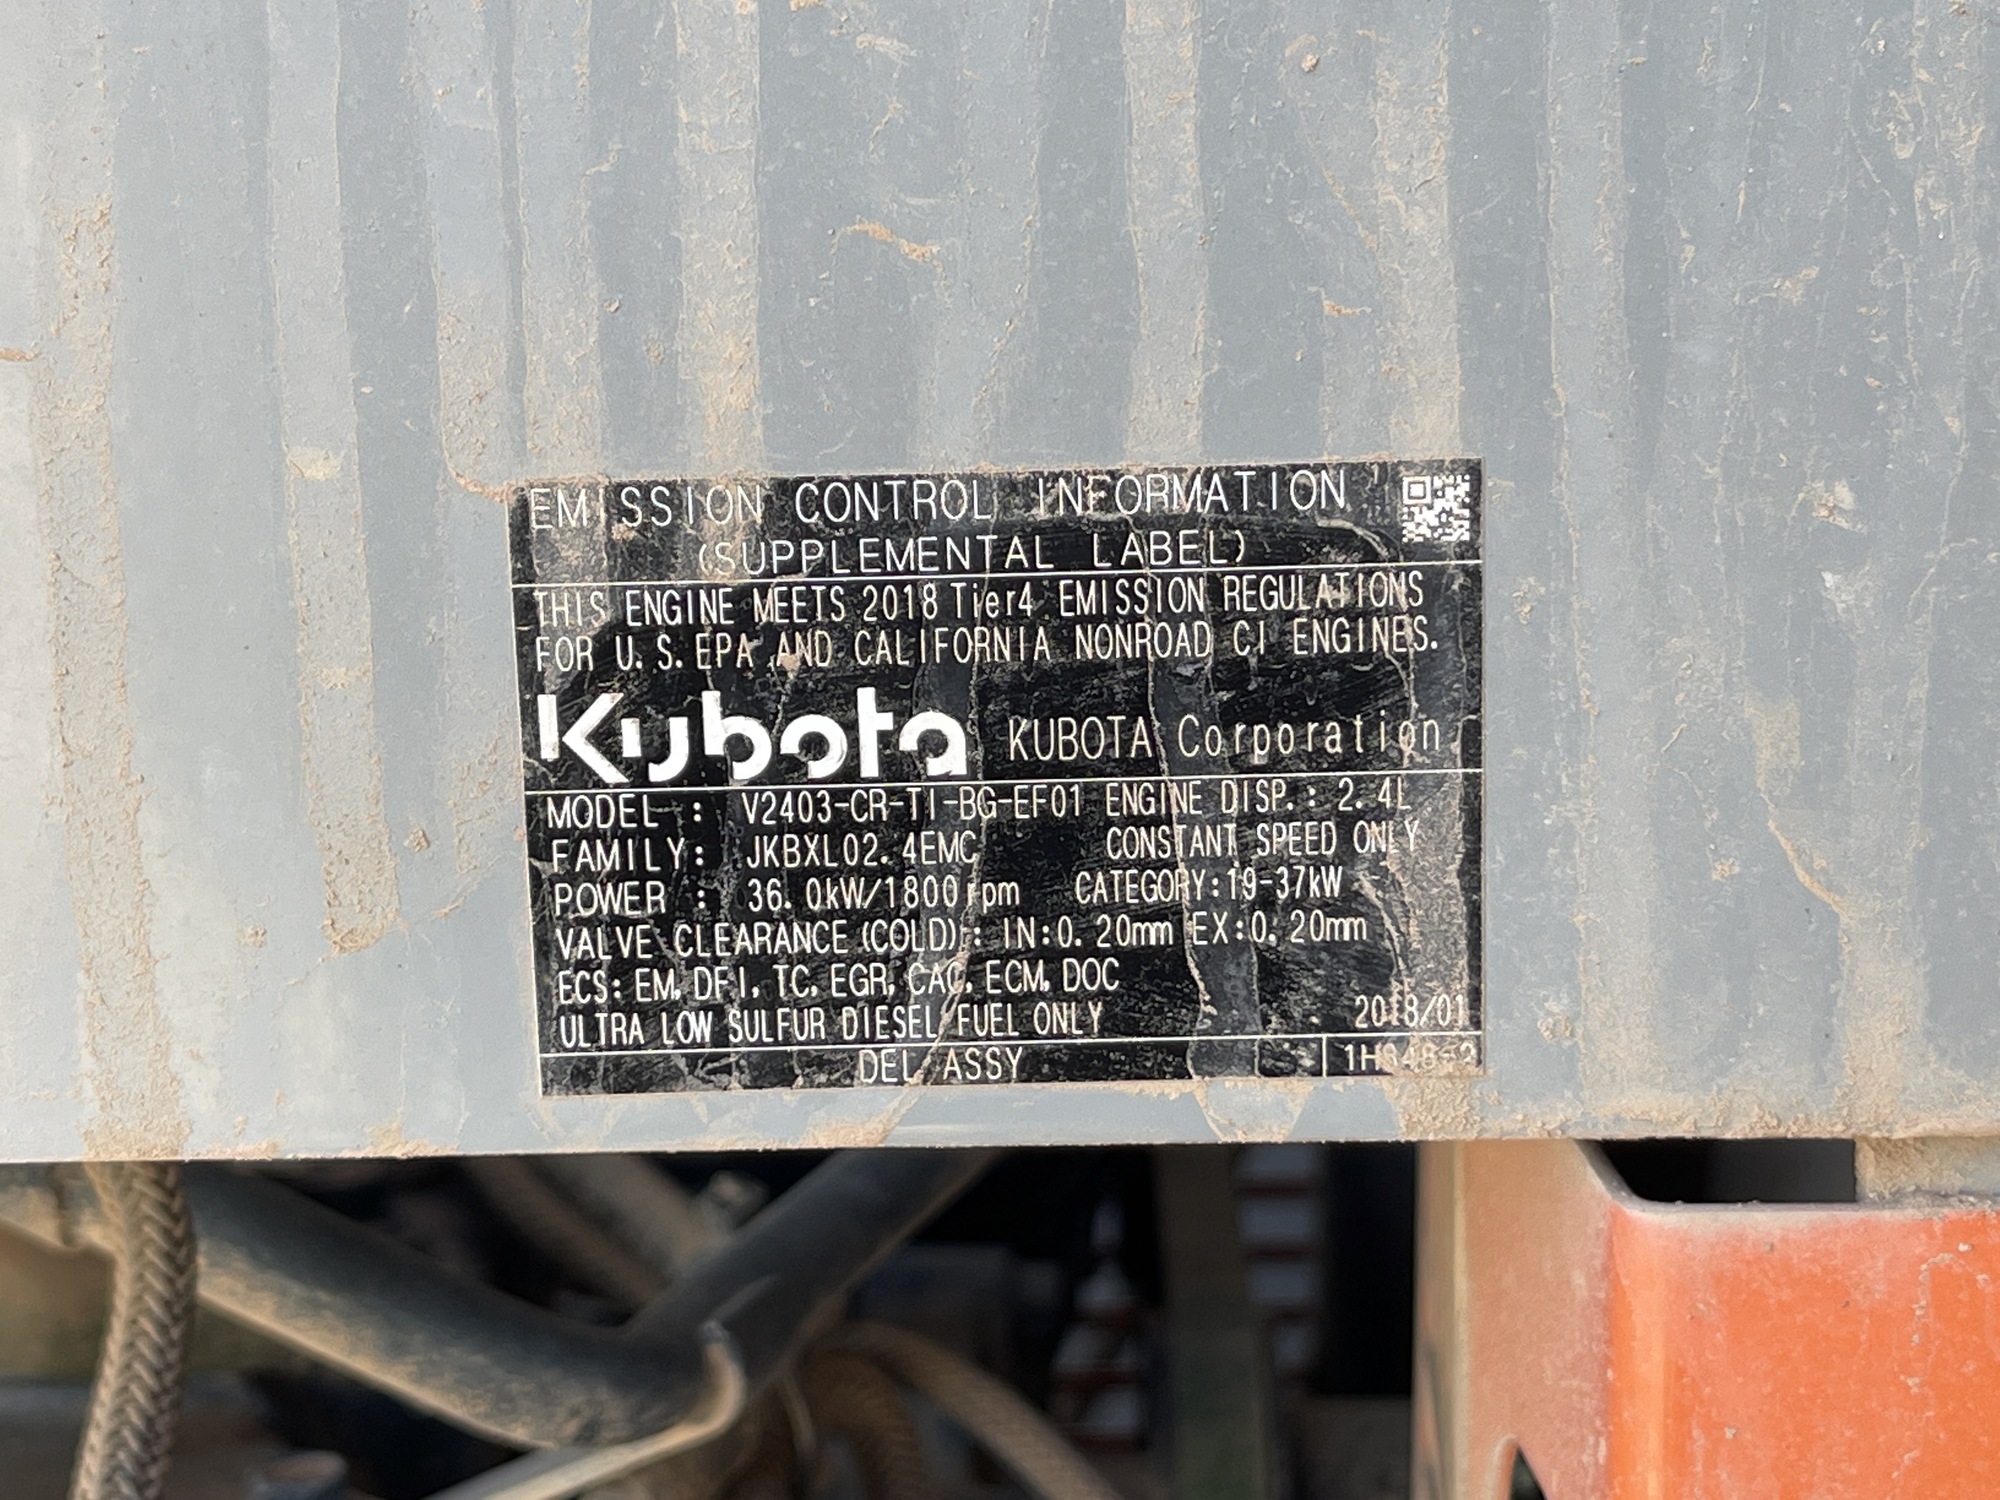 EMISSION CONTROL INFORMATION
(SUPPLEMENTAL LABEL)
THIS ENGINE MEETS 2018 Tier4 EMISSION REGULATIONS
FOR U.S. EPA AND CALIFORNIA NONROAD CI ENGINES.
Kubota KUBOTA Corporation
MODEL : V2403-CR-TI-BG-EF01 ENGINE DISP.: 2.4L
FAMILY: JKBXL02.4EMC CONSTANT SPEED ONLY
POWER : 36.0kW/1800rpm CATEGORY:19-37kW
VALVE CLEARANCE (COLD): IN:0.20mm EX:0.20mm
ECS: EM, DFI, TC, EGR, CAC, ECM, DOC
ULTRA LOW SULFUR DIESEL FUEL ONLY 2018/01
DEL ASSY